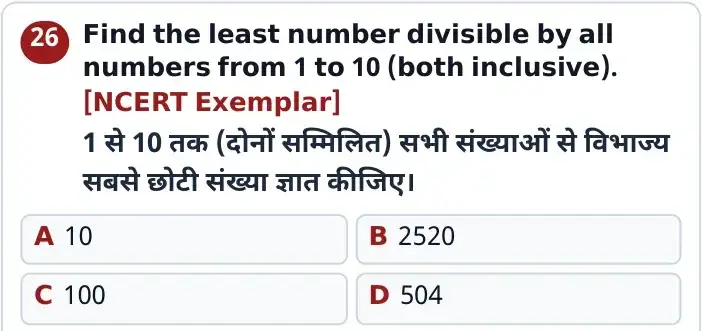 26 Find the least number divisible by all
numbers from 1 to 10 (both inclusive).
[NCERT Exemplar]
1 से 10 तक (दोनों सम्मिलित) सभी संख्याओं से विभाज्य
सबसे छोटी संख्या ज्ञात कीजिए।
A 10
B 2520
C 100
D 504